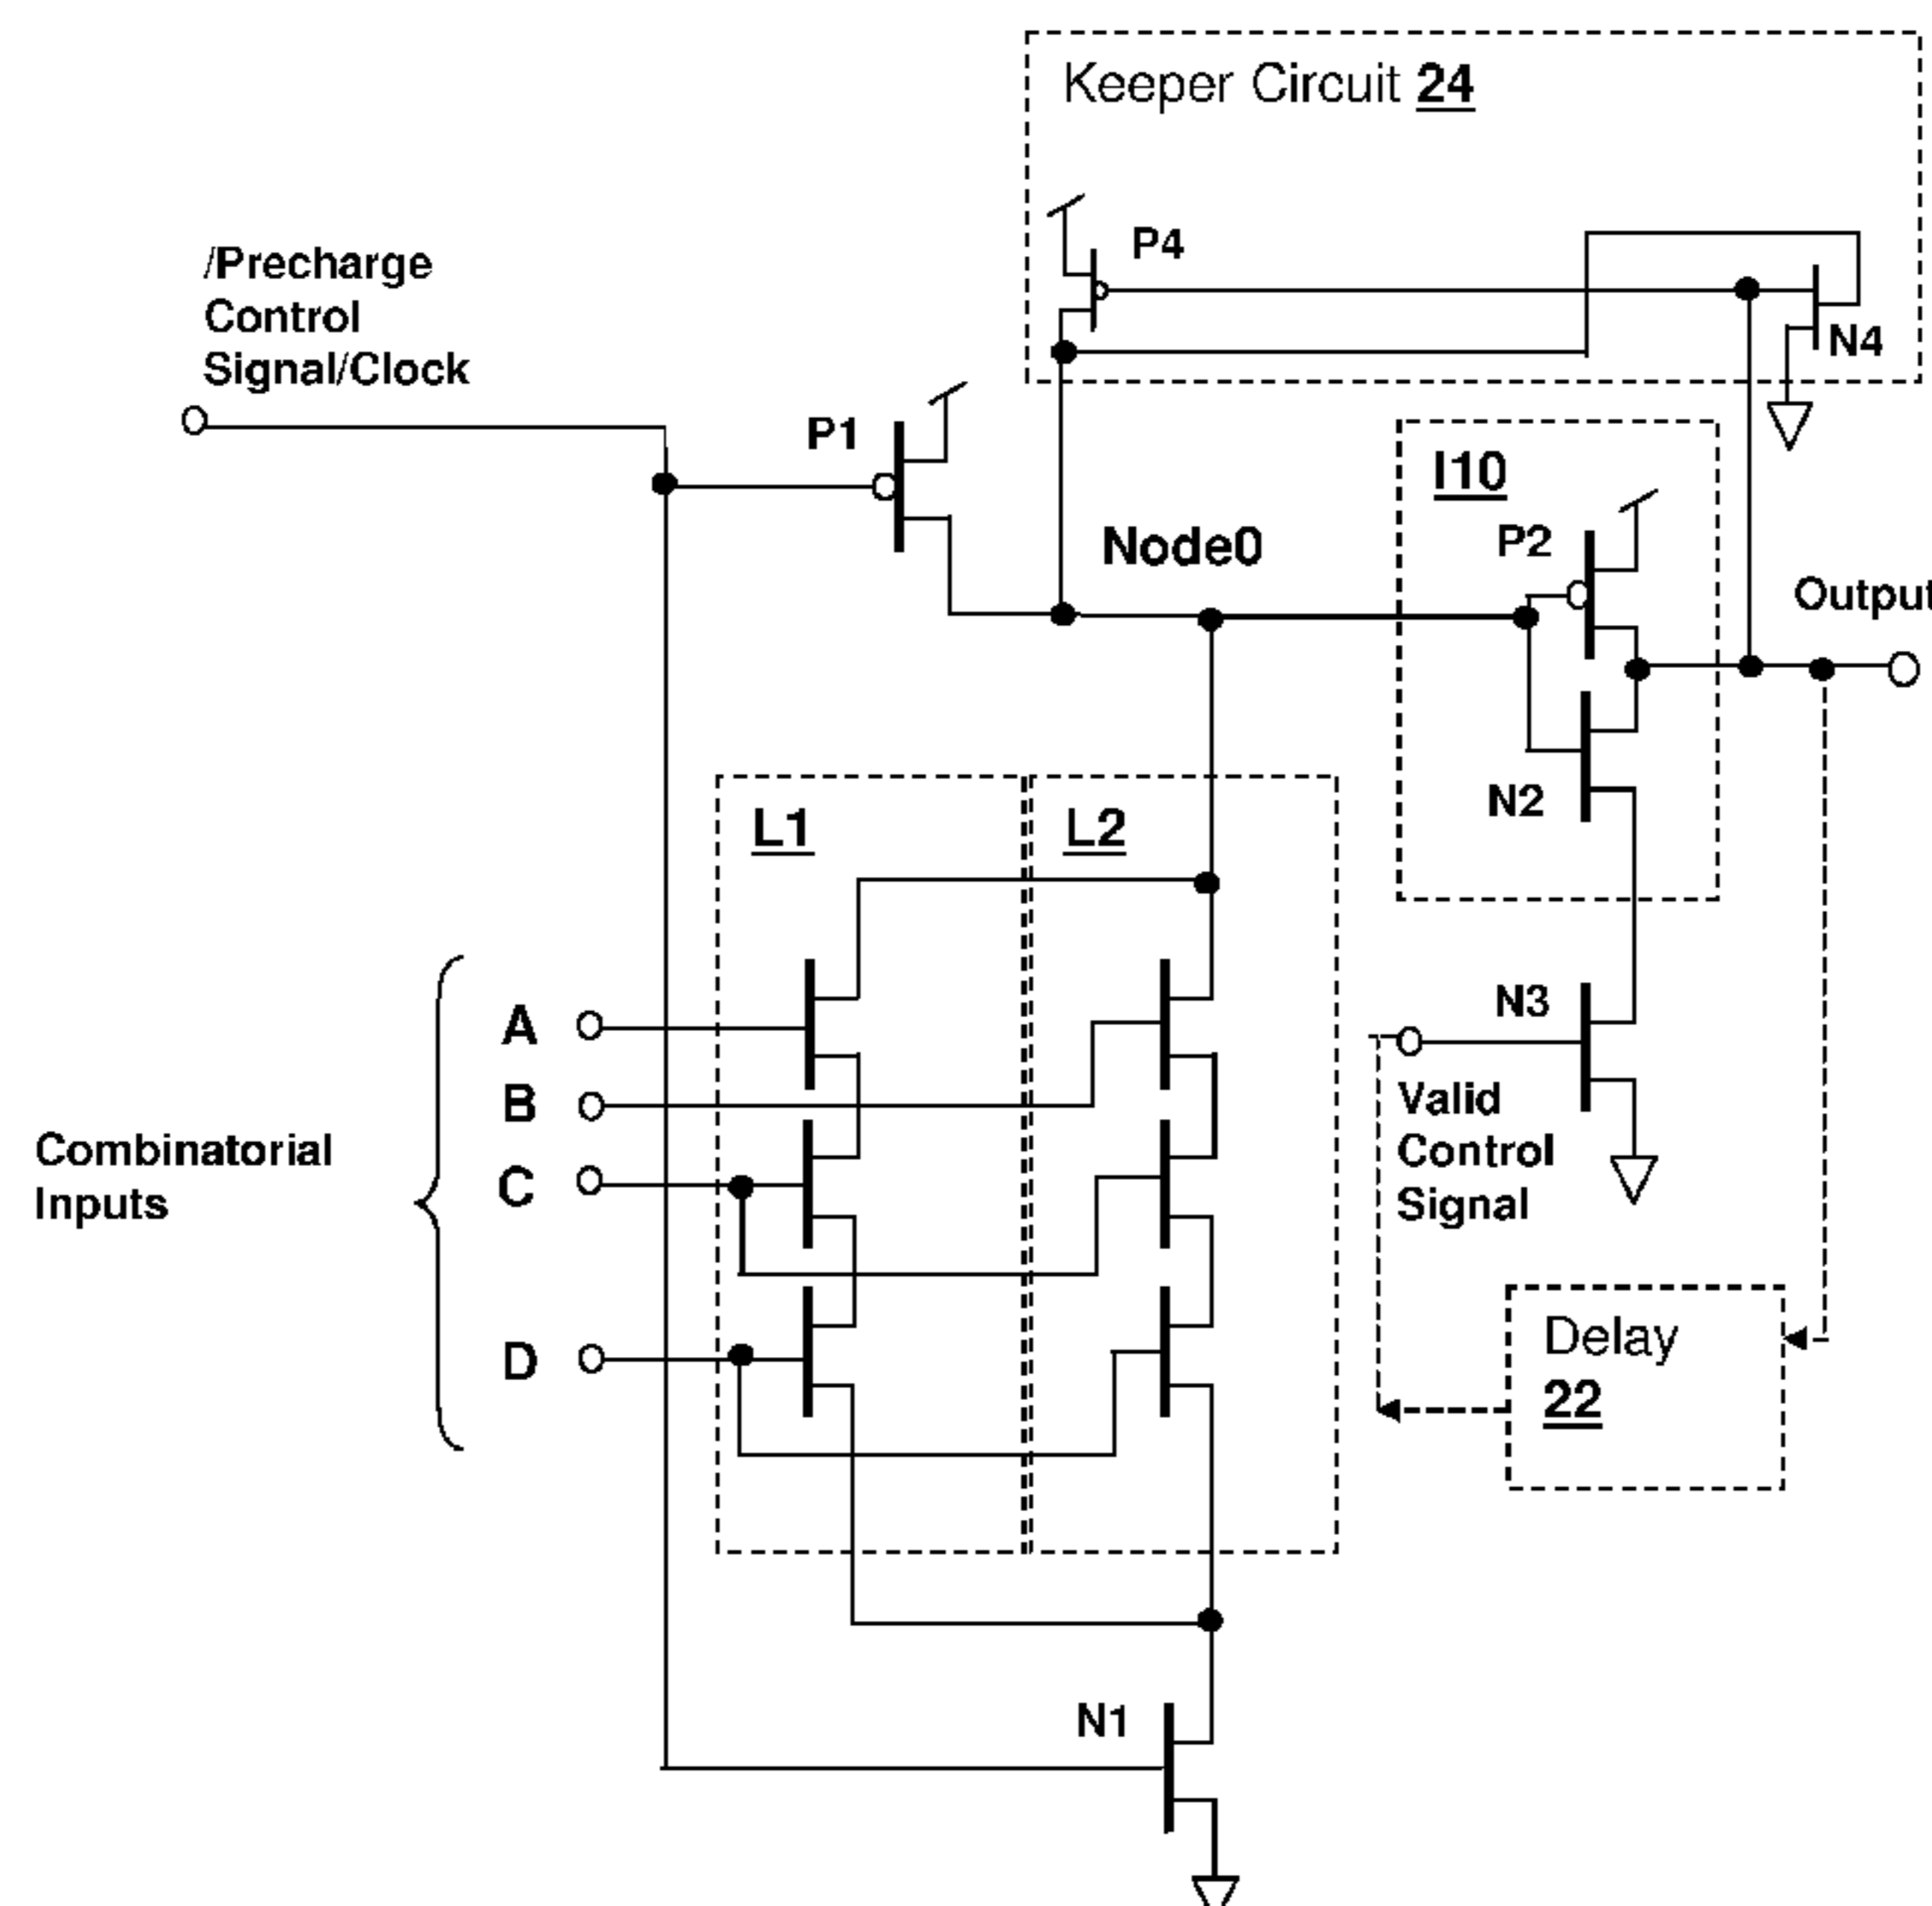 Keeper Circuit 24
P4
/Precharge
Control
Signal/Clock
N4
P1
I10
Node0
P2
Output
N2
L1
L2
A
B
C
D
Combinatorial
Inputs
N3
Valid
Control
Signal
Delay
22
N1